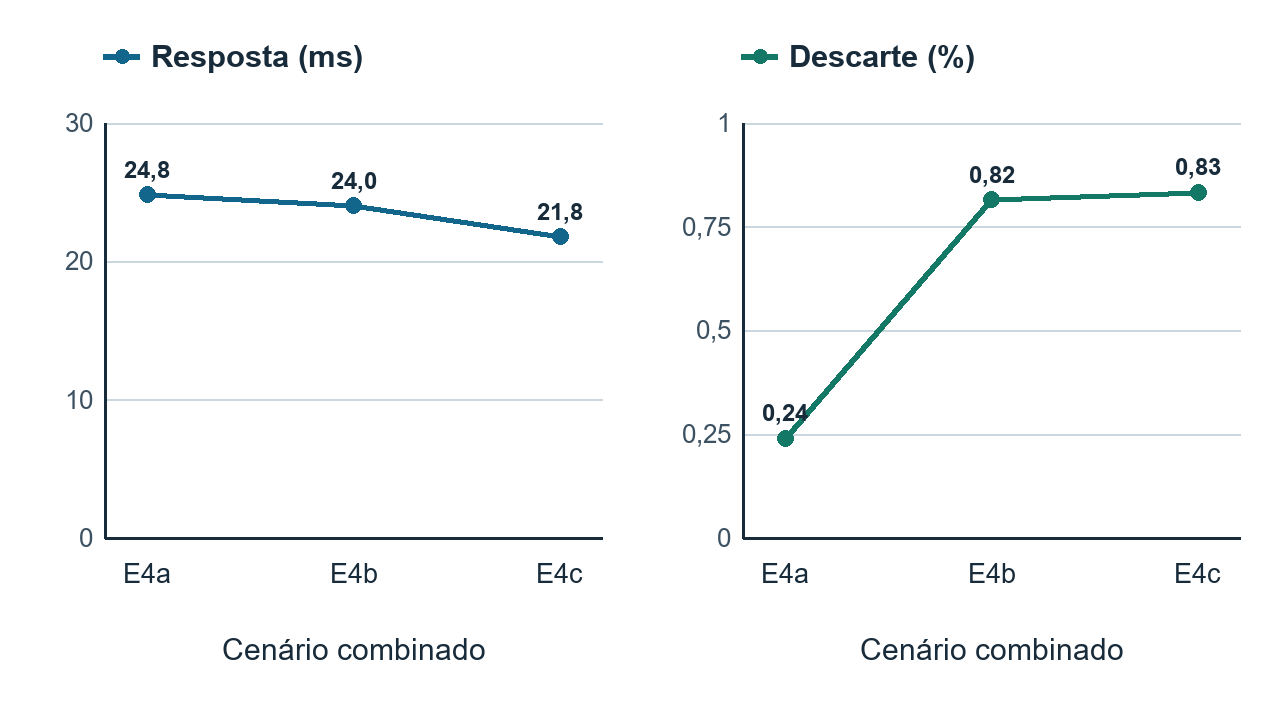 Resposta (ms)
30
20
10
0
24,8
24,0
21,8
E4a
E4b
E4c
Cenário combinado
Descarte (%)
1
0,75
0,5
0,25
0
0,24
0,82
0,83
E4a
E4b
E4c
Cenário combinado